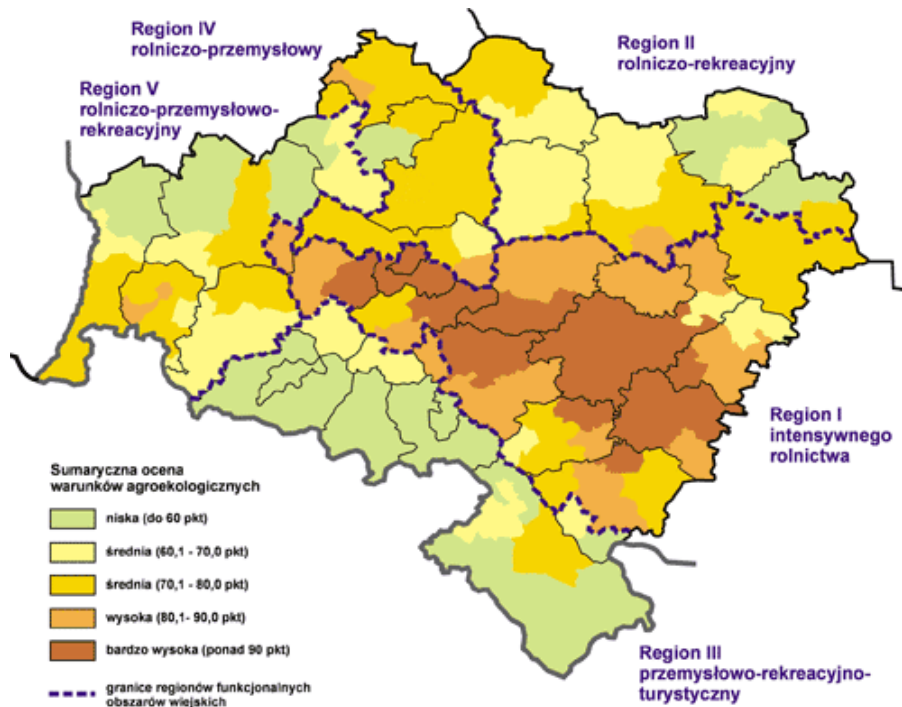 Region IV
rolniczo-przemysłowy
Region II
rolniczo-rekreacyjny
Region V
rolniczo-przemysłowo-
rekreacyjny
Region I
intensywnego
rolnictwa
Sumaryczna ocena
warunków agroekologicznych
niska (do 60 pkt)
średnia (60,1 - 70,0 pkt)
średnia (70,1 - 80,0 pkt)
wysoka (80,1- 90,0 pkt)
bardzo wysoka (ponad 90 pkt)
granice regionów funkcjonalnych
obszarów wiejskich
Region III
przemysłowo-rekreacyjno-
turystyczny